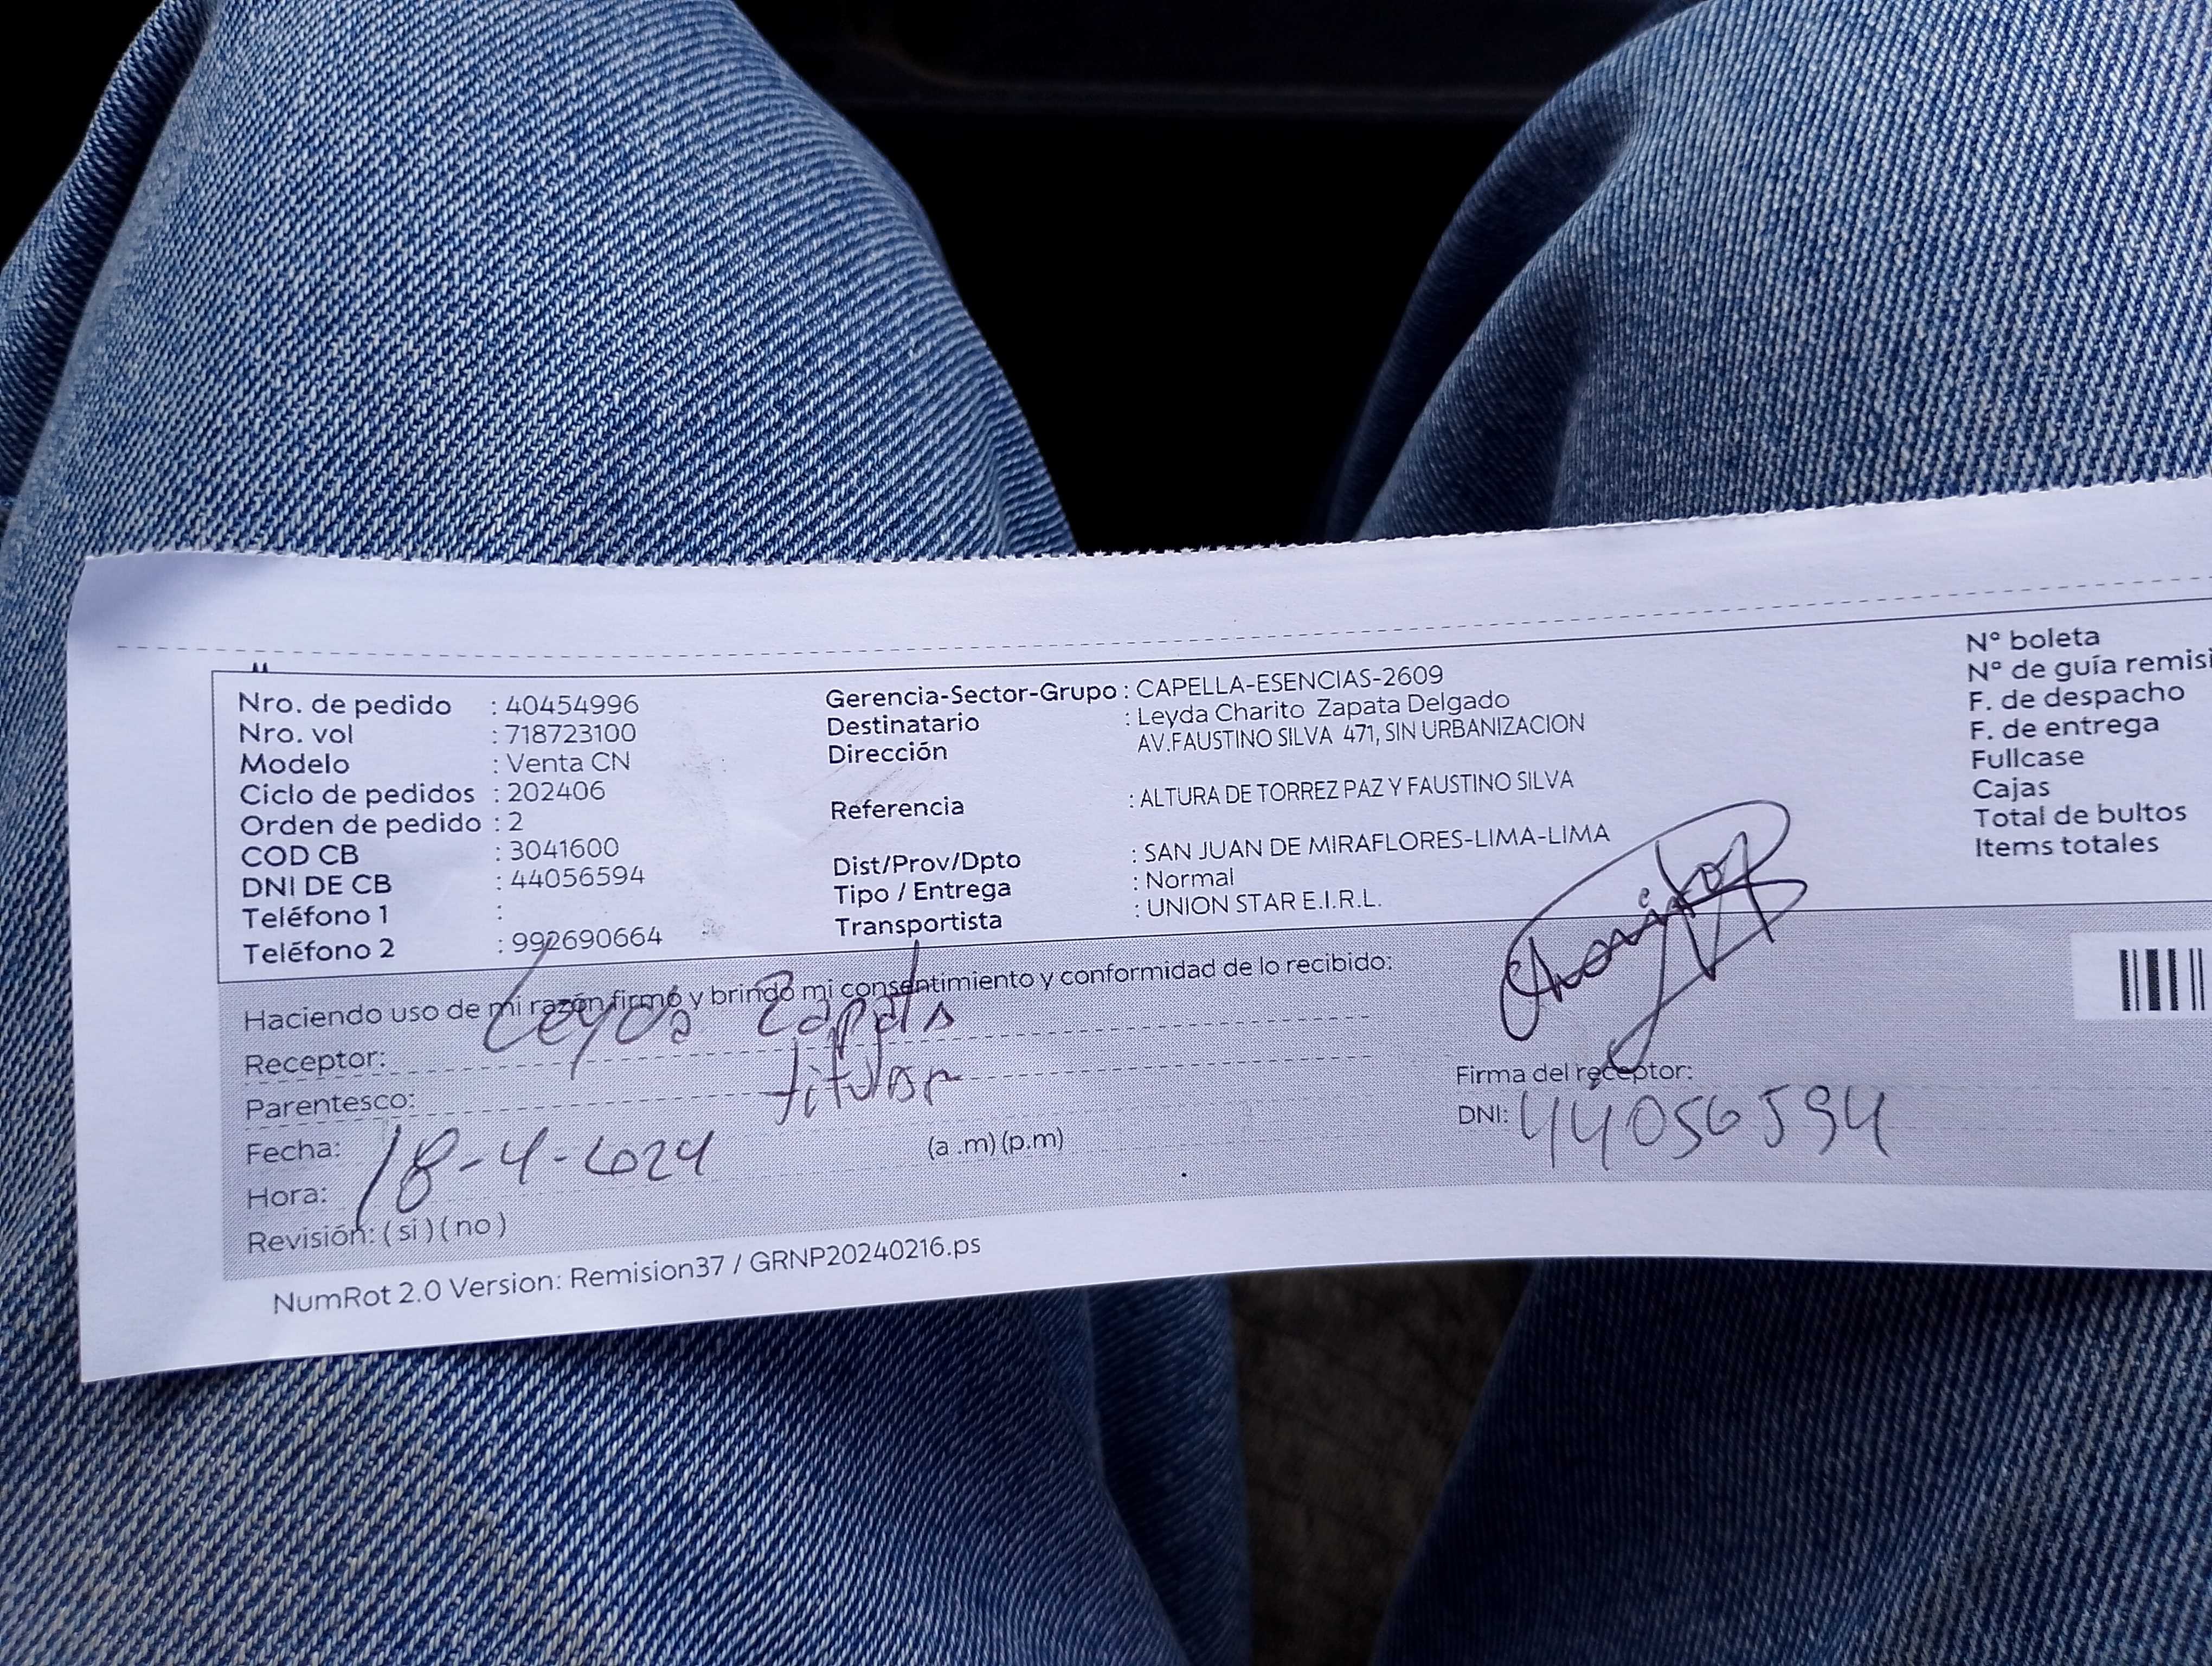 Nro. de pedido : 40454996
Nro. vol : 718723100
Modelo : Venta CN
Ciclo de pedidos : 202406
Orden de pedido : 2
COD CB : 3041600
DNI DE CB : 44056594
Teléfono 1 :
Teléfono 2 : 992690664
Gerencia-Sector-Grupo : CAPELLA-ESENCIAS-2609
Destinatario : Leyda Charito Zapata Delgado
Dirección AV.FAUSTINO SILVA 471, SIN URBANIZACION
Referencia : ALTURA DE TORREZ PAZ Y FAUSTINO SILVA
Dist/Prov/Dpto : SAN JUAN DE MIRAFLORES-LIMA-LIMA
Tipo / Entrega : Normal
Transportista : UNION STAR E.I.R.L.
N° boleta
N° de guía remisi
F. de despacho
F. de entrega
Fullcase
Cajas
Total de bultos
Items totales
Haciendo uso de mi razón firmo y brindo mi consentimiento y conformidad de lo recibido:
Receptor: Leyda Zapata
Parentesco: titular
Fecha: 18-4-2024
Hora: (a .m) (p.m)
Revisión: ( si ) ( no )
Firma del receptor:
DNI: 44056594
NumRot 2.0 Version: Remision37 / GRNP20240216.ps